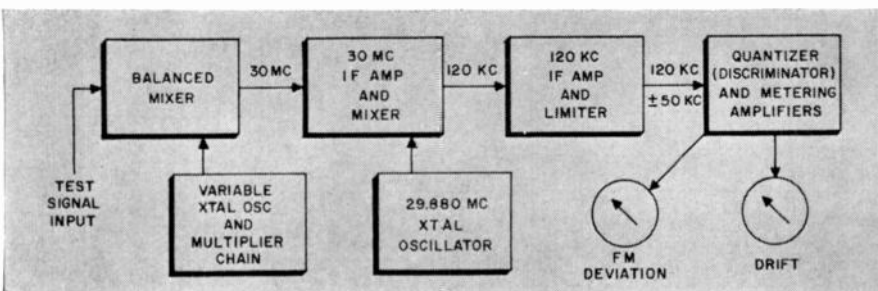 BALANCED
MIXER
30 MC
30 MC
IF AMP
AND
MIXER
120 KC
120 KC
IF AMP
AND
LIMITER
120 KC
±50 KC
QUANTIZER
(DISCRIMINATOR)
AND METERING
AMPLIFIERS
TEST
SIGNAL
INPUT
VARIABLE
XTAL OSC
AND
MULTIPLIER
CHAIN
29.880 MC
XTAL
OSCILLATOR
FM
DEVIATION
DRIFT